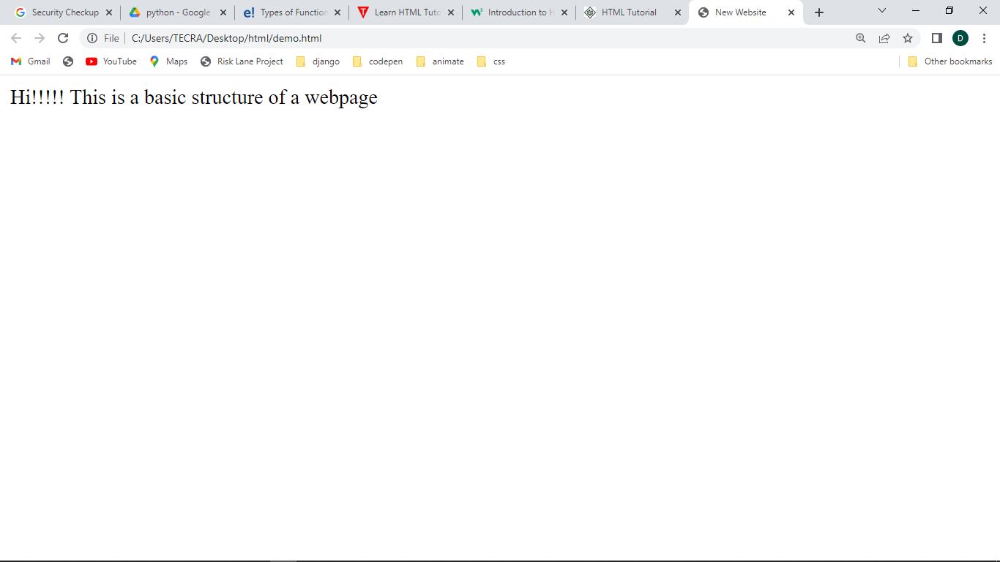 Security Checkup
python - Google
Types of Function
Learn HTML Tuto
Introduction to H
HTML Tutorial
New Website
File
C:/Users/TECRA/Desktop/html/demo.html
D
Gmail
YouTube
Maps
Risk Lane Project
django
codepen
animate
css
Other bookmarks
Hi!!!!! This is a basic structure of a webpage